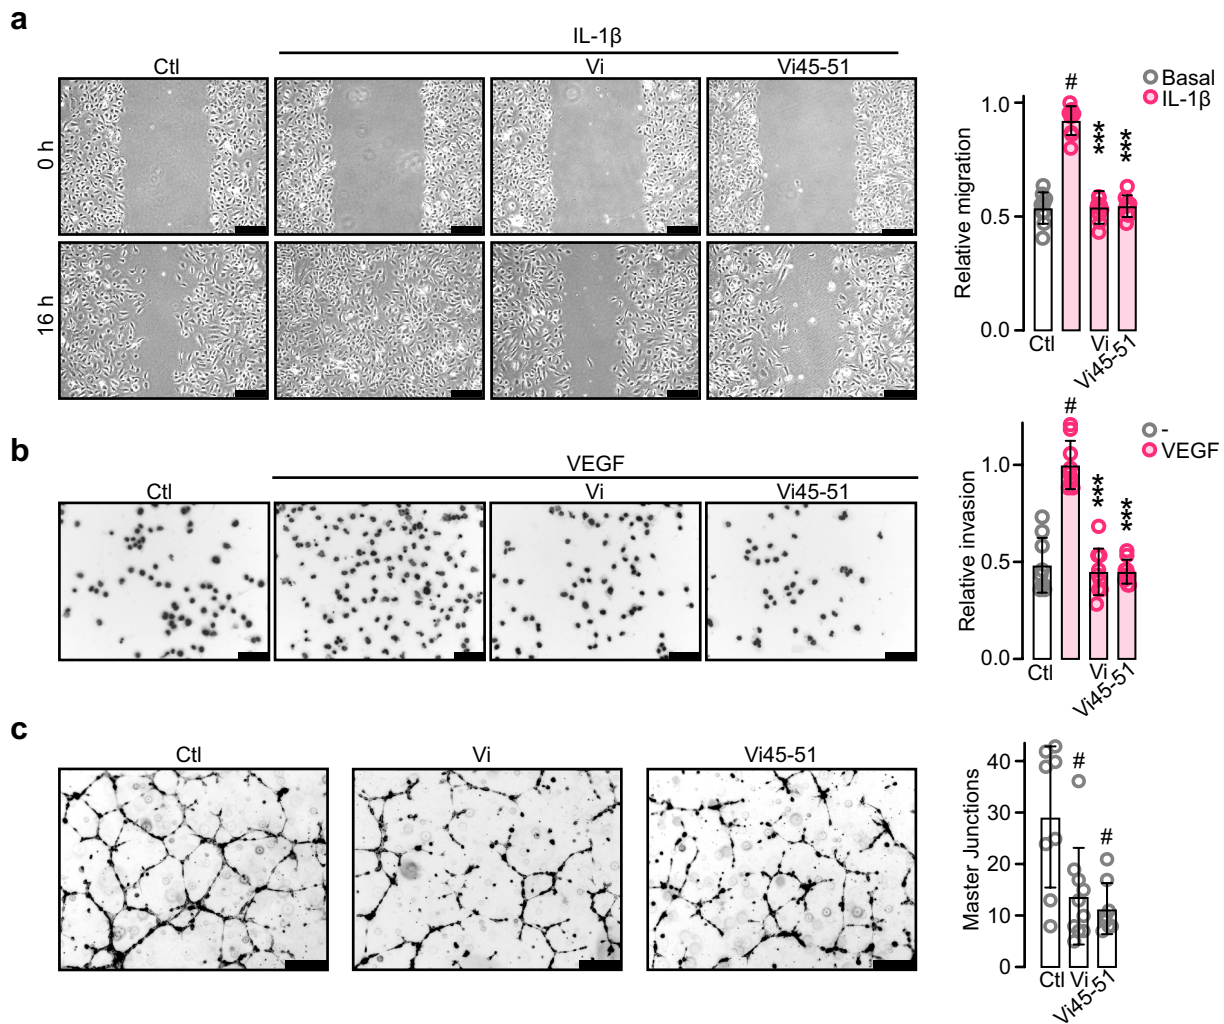 a
IL-1β
Ctl
Vi
Vi45-51
0 h
16 h
Relative migration
1.0
0.5
0.0
#
***
***
Basal
IL-1β
Ctl
Vi
Vi45-51
b
VEGF
Ctl
Vi
Vi45-51
Relative invasion
1.0
0.5
0.0
#
***
***
-
VEGF
Ctl
Vi
Vi45-51
c
Ctl
Vi
Vi45-51
Master Junctions
40
30
20
10
0
#
#
Ctl
Vi
Vi45-51